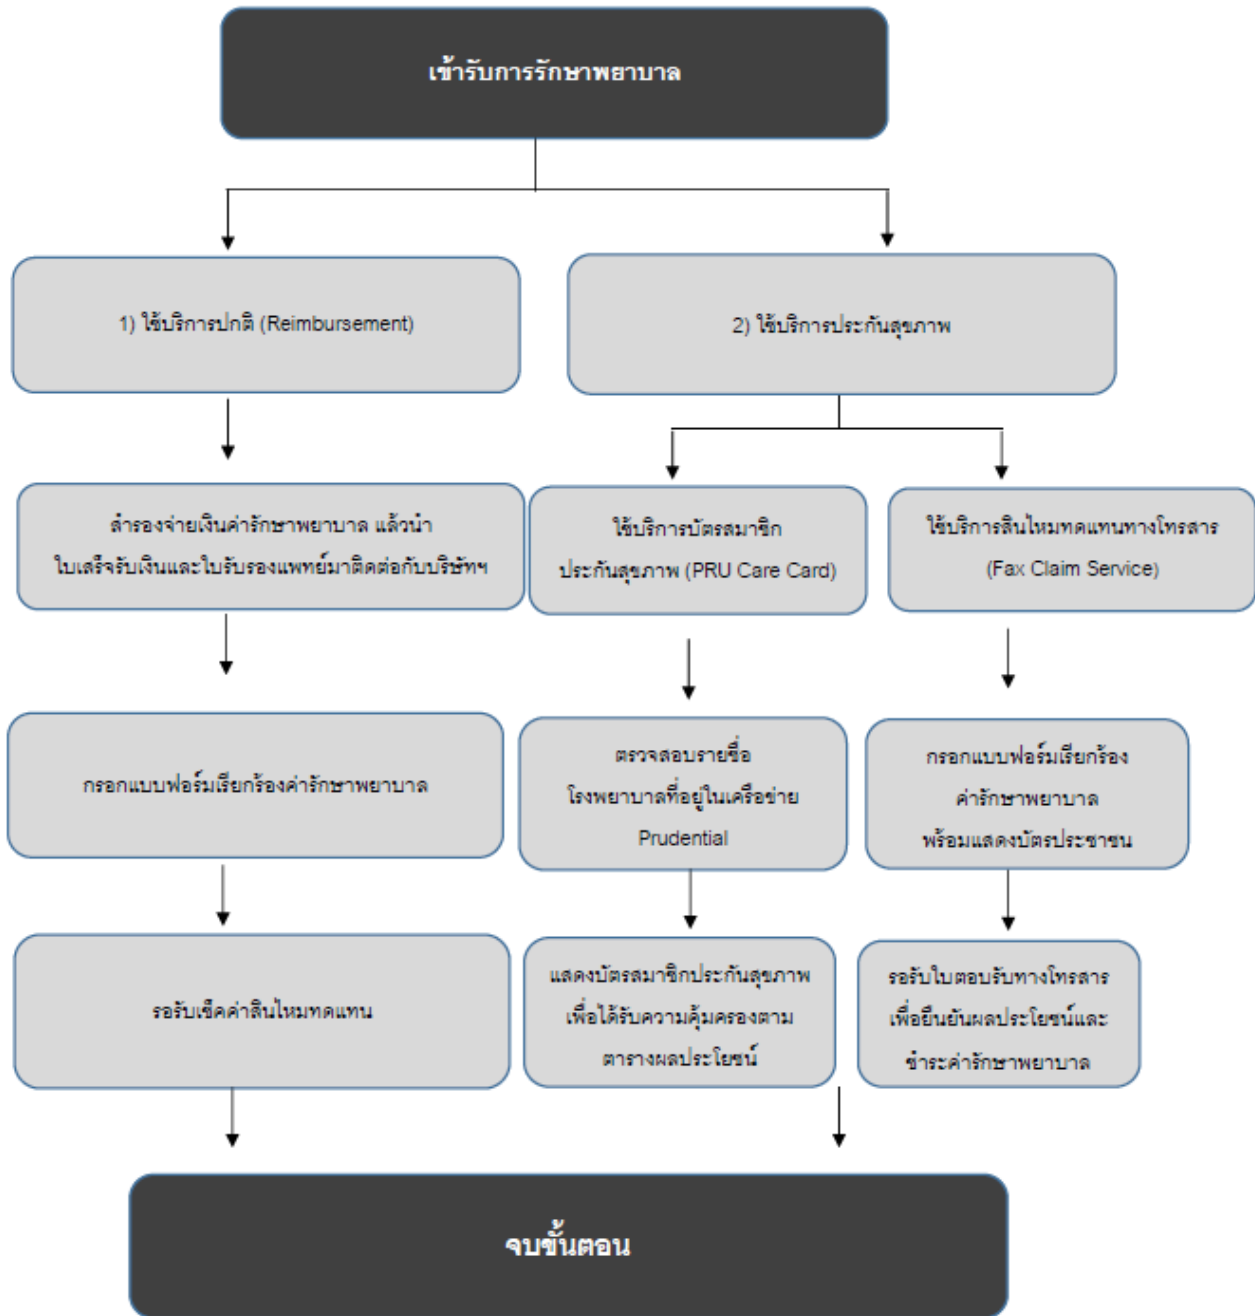 เข้ารับการรักษาพยาบาล
1) ใช้บริการปกติ (Reimbursement)
2) ใช้บริการประกันสุขภาพ
สำรองจ่ายเงินค่ารักษาพยาบาล แล้วนำ
ใบเสร็จรับเงินและใบรับรองแพทย์มาติดต่อกับบริษัทฯ
ใช้บริการบัตรสมาชิก
ประกันสุขภาพ (PRU Care Card)
ใช้บริการสินไหมทดแทนทางโทรสาร
(Fax Claim Service)
กรอกแบบฟอร์มเรียกร้องค่ารักษาพยาบาล
ตรวจสอบรายชื่อ
โรงพยาบาลที่อยู่ในเครือข่าย
Prudential
กรอกแบบฟอร์มเรียกร้อง
ค่ารักษาพยาบาล
พร้อมแสดงบัตรประชาชน
รอรับเช็คค่าสินไหมทดแทน
แสดงบัตรสมาชิกประกันสุขภาพ
เพื่อได้รับความคุ้มครองตาม
ตารางผลประโยชน์
รอรับใบตอบรับทางโทรสาร
เพื่อยืนยันผลประโยชน์และ
ชำระค่ารักษาพยาบาล
จบขั้นตอน